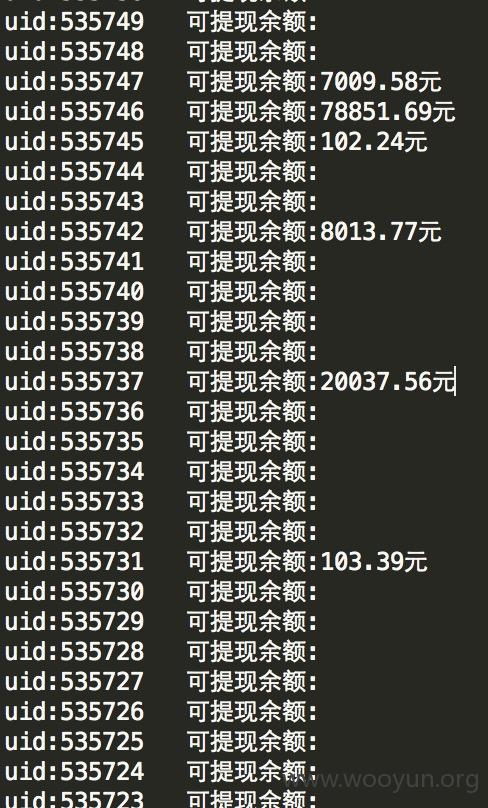 uid:535749 可提现余额:
uid:535748 可提现余额:
uid:535747 可提现余额:7009.58元
uid:535746 可提现余额:78851.69元
uid:535745 可提现余额:102.24元
uid:535744 可提现余额:
uid:535743 可提现余额:
uid:535742 可提现余额:8013.77元
uid:535741 可提现余额:
uid:535740 可提现余额:
uid:535739 可提现余额:
uid:535738 可提现余额:
uid:535737 可提现余额:20037.56元
uid:535736 可提现余额:
uid:535735 可提现余额:
uid:535734 可提现余额:
uid:535733 可提现余额:
uid:535732 可提现余额:
uid:535731 可提现余额:103.39元
uid:535730 可提现余额:
uid:535729 可提现余额:
uid:535728 可提现余额:
uid:535727 可提现余额:
uid:535726 可提现余额:
uid:535725 可提现余额:
uid:535724 可提现余额:
www.wooyun.org
uid:535723 可提现余额: